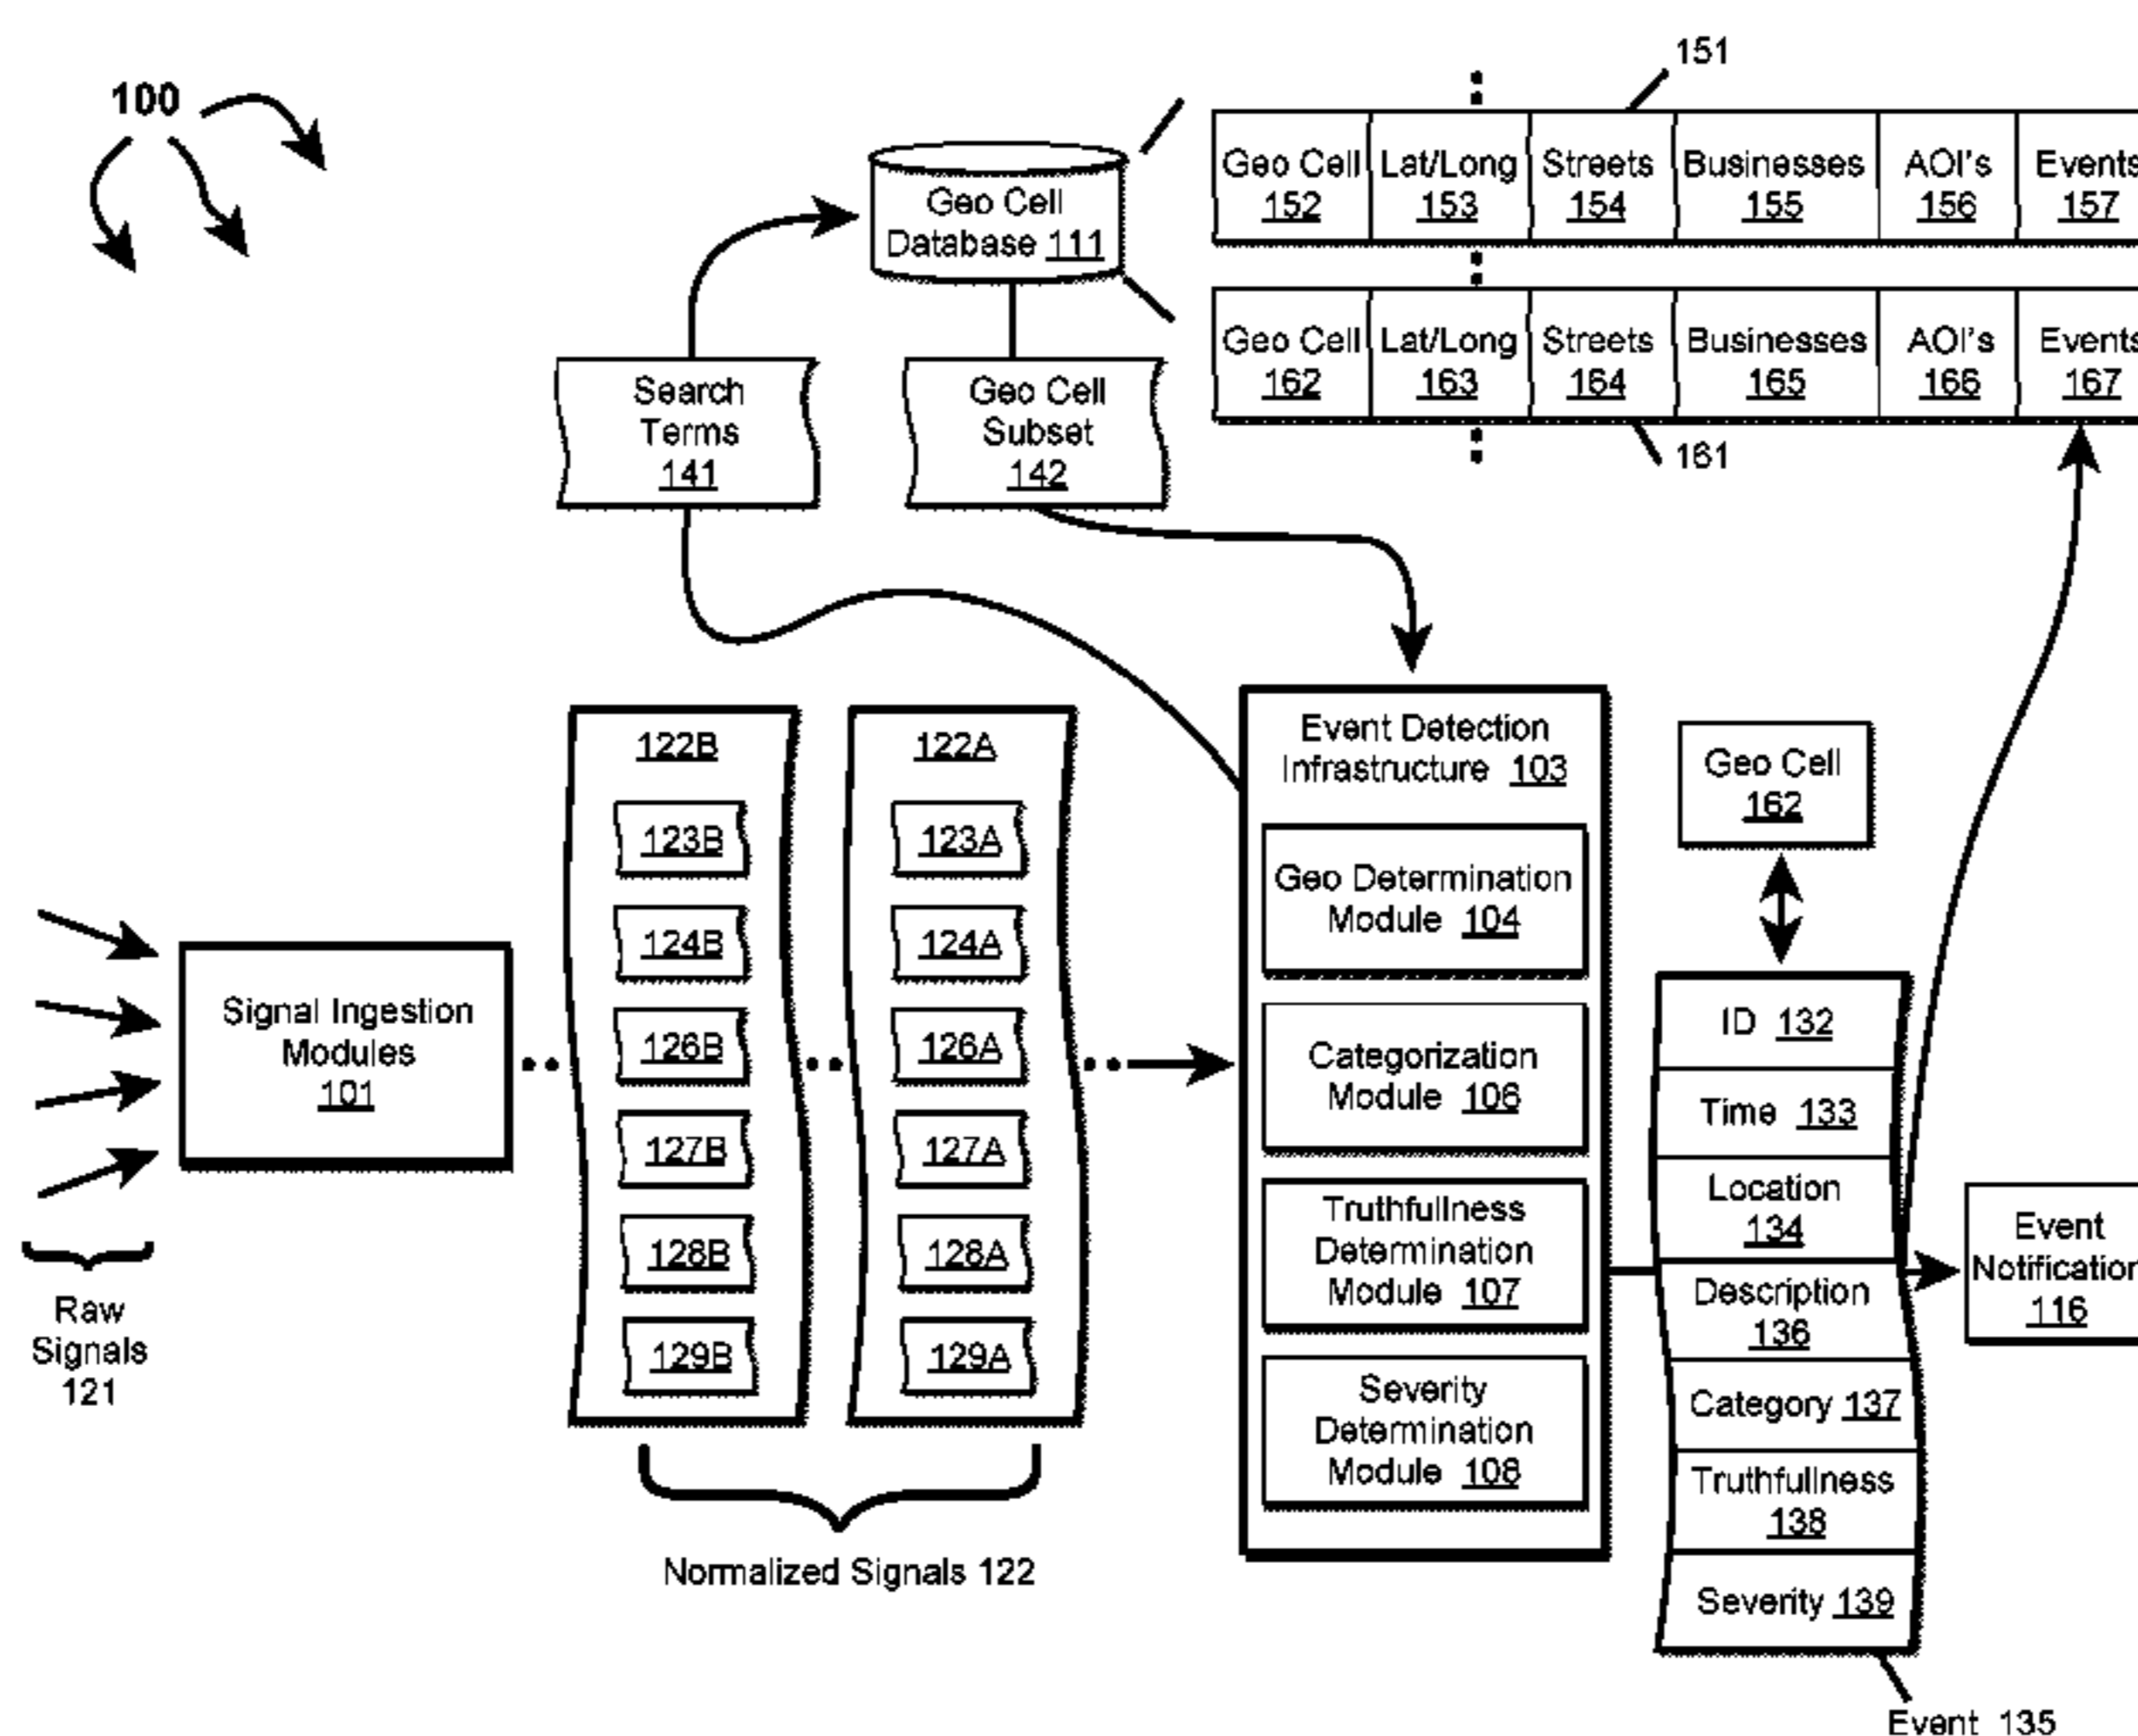 100
151
Geo Cell
152
Lat/Long
153
Streets
154
Businesses
155
AOI's
156
Events
157
Geo Cell
Database 111
Geo Cell
162
Lat/Long
163
Streets
164
Businesses
165
AOI's
166
Events
167
161
Search
Terms
141
Geo Cell
Subset
142
Raw
Signals
121
Signal Ingestion
Modules
101
122B
123B
124B
126B
127B
128B
129B
122A
123A
124A
126A
127A
128A
129A
Normalized Signals 122
Event Detection
Infrastructure 103
Geo Determination
Module 104
Categorization
Module 106
Truthfullness
Determination
Module 107
Severity
Determination
Module 108
Geo Cell
162
ID 132
Time 133
Location
134
Description
136
Category 137
Truthfullness
138
Severity 139
Event 135
Event
Notification
116